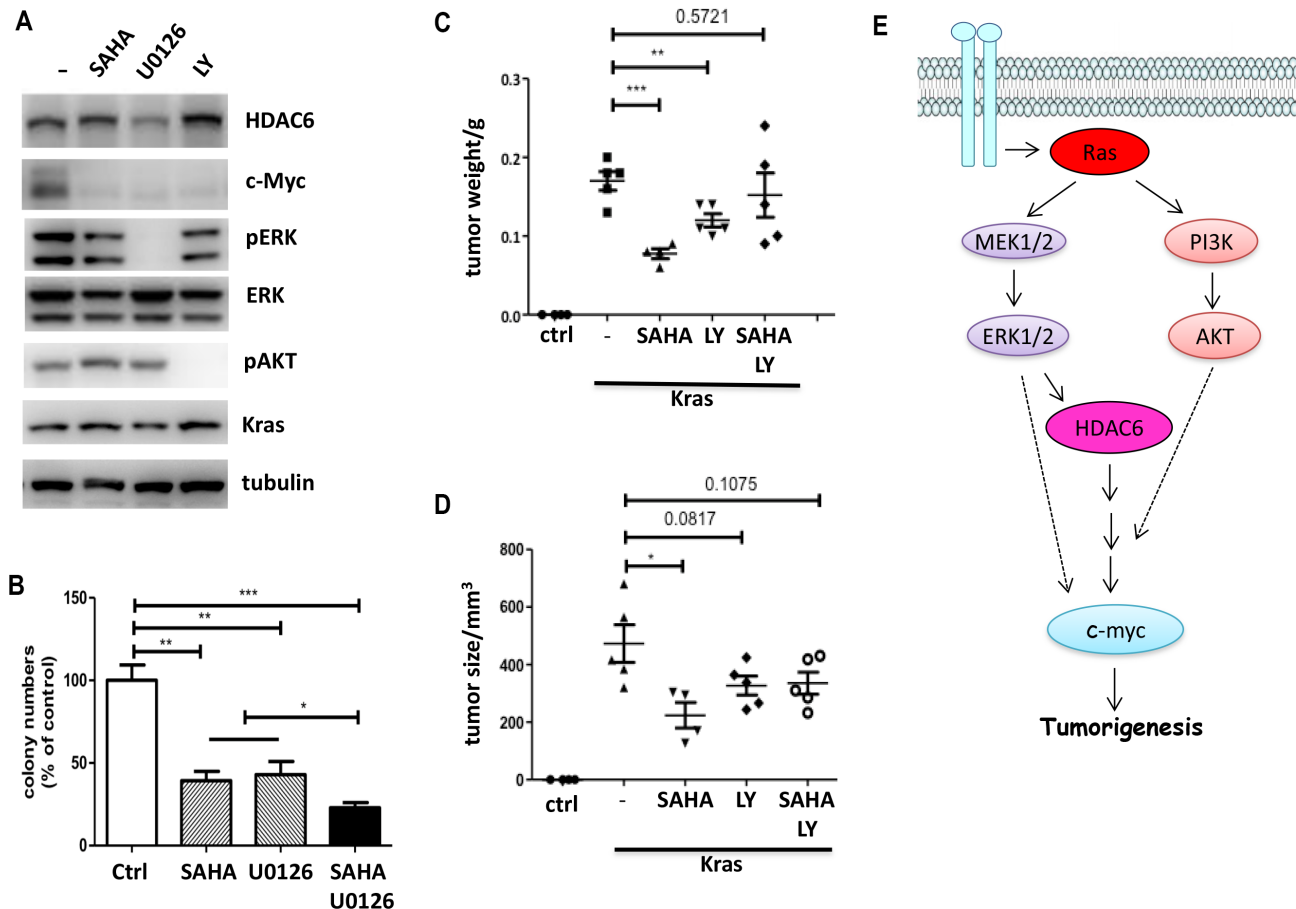 A
–
SAHA
U0126
LY
HDAC6
c-Myc
pERK
ERK
pAKT
Kras
tubulin
B
colony numbers
(% of control)
150
100
50
0
***
**
**
*
Ctrl
SAHA
U0126
SAHA
U0126
C
tumor weight/g
0.5721
**
***
0.3
0.2
0.1
0.0
ctrl
-
SAHA
LY
SAHA
LY
Kras
D
tumor size/mm³
0.1075
0.0817
*
800
600
400
200
0
ctrl
-
SAHA
LY
SAHA
LY
Kras
E
Ras
MEK1/2
PI3K
ERK1/2
AKT
HDAC6
c-myc
Tumorigenesis